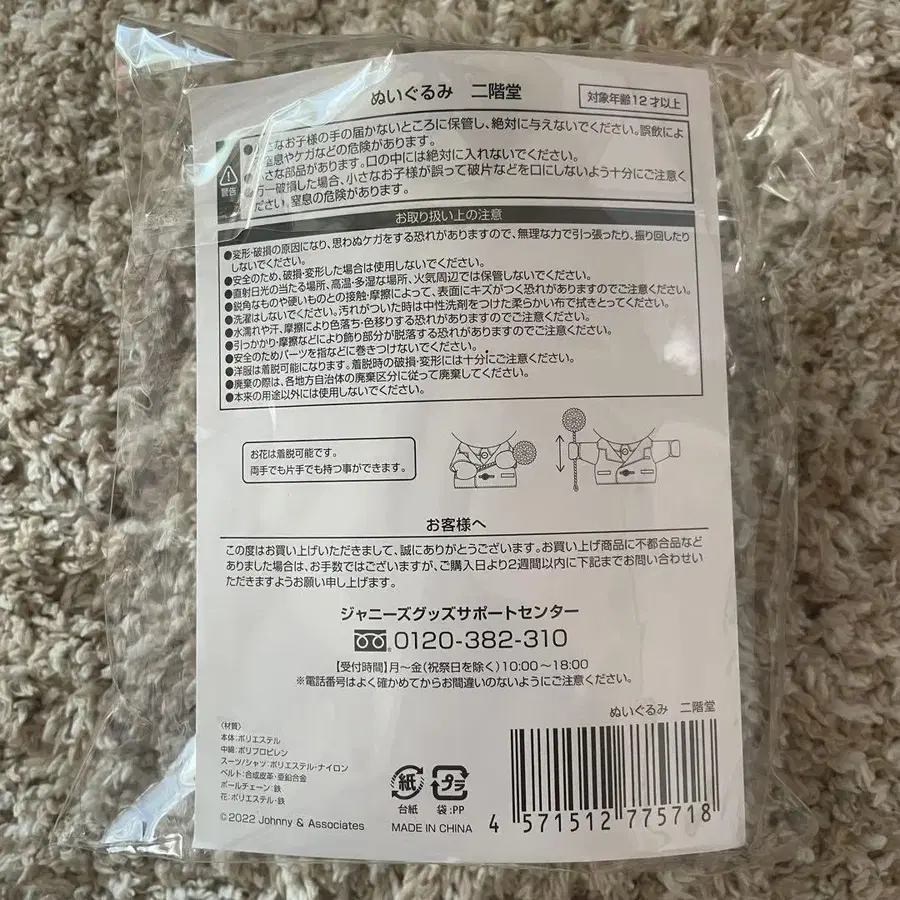 ぬいぐるみ 二階堂
対象年齢12才以上
警告
さなお子様の手の届かないところに保管し、絶対に与えないでください。誤飲によ
窒息やケガなどの危険があります。
さな部品があります。口の中には絶対に入れないでください。
万一破損した場合、小さなお子様が誤って破片などを口にしないよう十分にご注意く
ださい。窒息の危険があります。
お取り扱い上の注意
●変形・破損の原因になり、思わぬケガをする恐れがありますので、無理な力で引っ張ったり、振り回したり
しないでください。
●安全のため、破損・変形した場合は使用しないでください。
●直射日光の当たる場所、高温・多湿な場所、火気周辺では保管しないでください。
●鋭角なものや硬いものとの接触・摩擦によって、表面にキズがつく恐れがありますのでご注意ください。
●洗濯はしないでください。汚れがついた時は中性洗剤をつけた柔らかい布で拭きとってください。
●水濡れや汗、摩擦により色落ち・色移りする恐れがありますのでご注意ください。
●引っかかり・摩擦などにより飾り部分が脱落する恐れがありますのでご注意ください。
●安全のためパーツを指などに巻きつけないでください。
●洋服は着脱可能になります。着脱時の破損・変形には十分にご注意ください。
●廃棄の際は、各地方自治体の廃棄区分に従って廃棄してください。
●本来の用途以外には使用しないでください。
お花は着脱可能です。
両手でも片手でも持つ事ができます。
お客様へ
この度はお買い上げいただきまして、誠にありがとうございます。お買い上げ商品に不都合品など
ありました場合は、お手数ではございますが、ご購入日より2週間以内に下記までお問い合わせい
ただきますようお願い申し上げます。
ジャニーズグッズサポートセンター
0120-382-310
【受付時間】月〜金(祝祭日を除く)10:00〜18:00
※電話番号はよく確かめてからお間違いのないようにご注意ください。
ぬいぐるみ 二階堂
〈材質〉
本体:ポリエステル
中綿:ポリプロピレン
スーツ/シャツ:ポリエステル・ナイロン
ベルト:合成皮革・亜鉛合金
ボールチェーン:鉄
花:ポリエステル・鉄
©2022 Johnny & Associates
紙
台紙
プラ
袋:PP
MADE IN CHINA
4 571512 775718